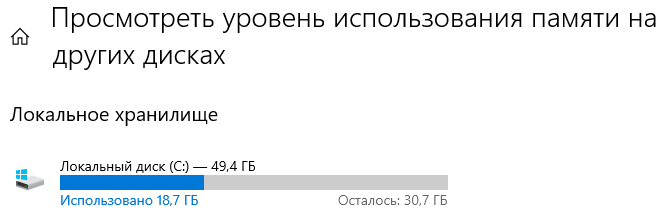 Просмотреть уровень использования памяти на
других дисках
Локальное хранилище
Локальный диск (C:) — 49,4 ГБ
Использовано 18,7 ГБ Осталось: 30,7 ГБ